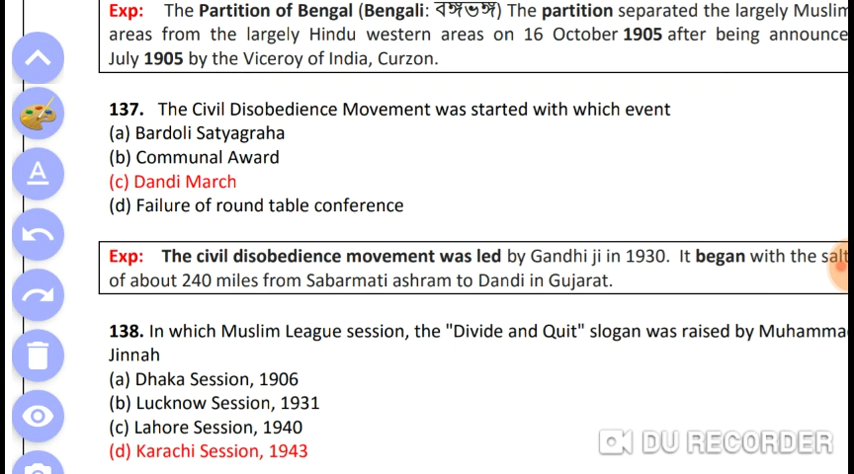 Exp: The Partition of Bengal (Bengali: বঙ্গভঙ্গ) The partition separated the largely Muslim
areas from the largely Hindu western areas on 16 October 1905 after being announce
July 1905 by the Viceroy of India, Curzon.
137. The Civil Disobedience Movement was started with which event
(a) Bardoli Satyagraha
(b) Communal Award
(c) Dandi March
(d) Failure of round table conference
Exp: The civil disobedience movement was led by Gandhi ji in 1930. It began with the salt
of about 240 miles from Sabarmati ashram to Dandi in Gujarat.
138. In which Muslim League session, the "Divide and Quit" slogan was raised by Muhamma
Jinnah
(a) Dhaka Session, 1906
(b) Lucknow Session, 1931
(c) Lahore Session, 1940
(d) Karachi Session, 1943
DU RECORDER
A